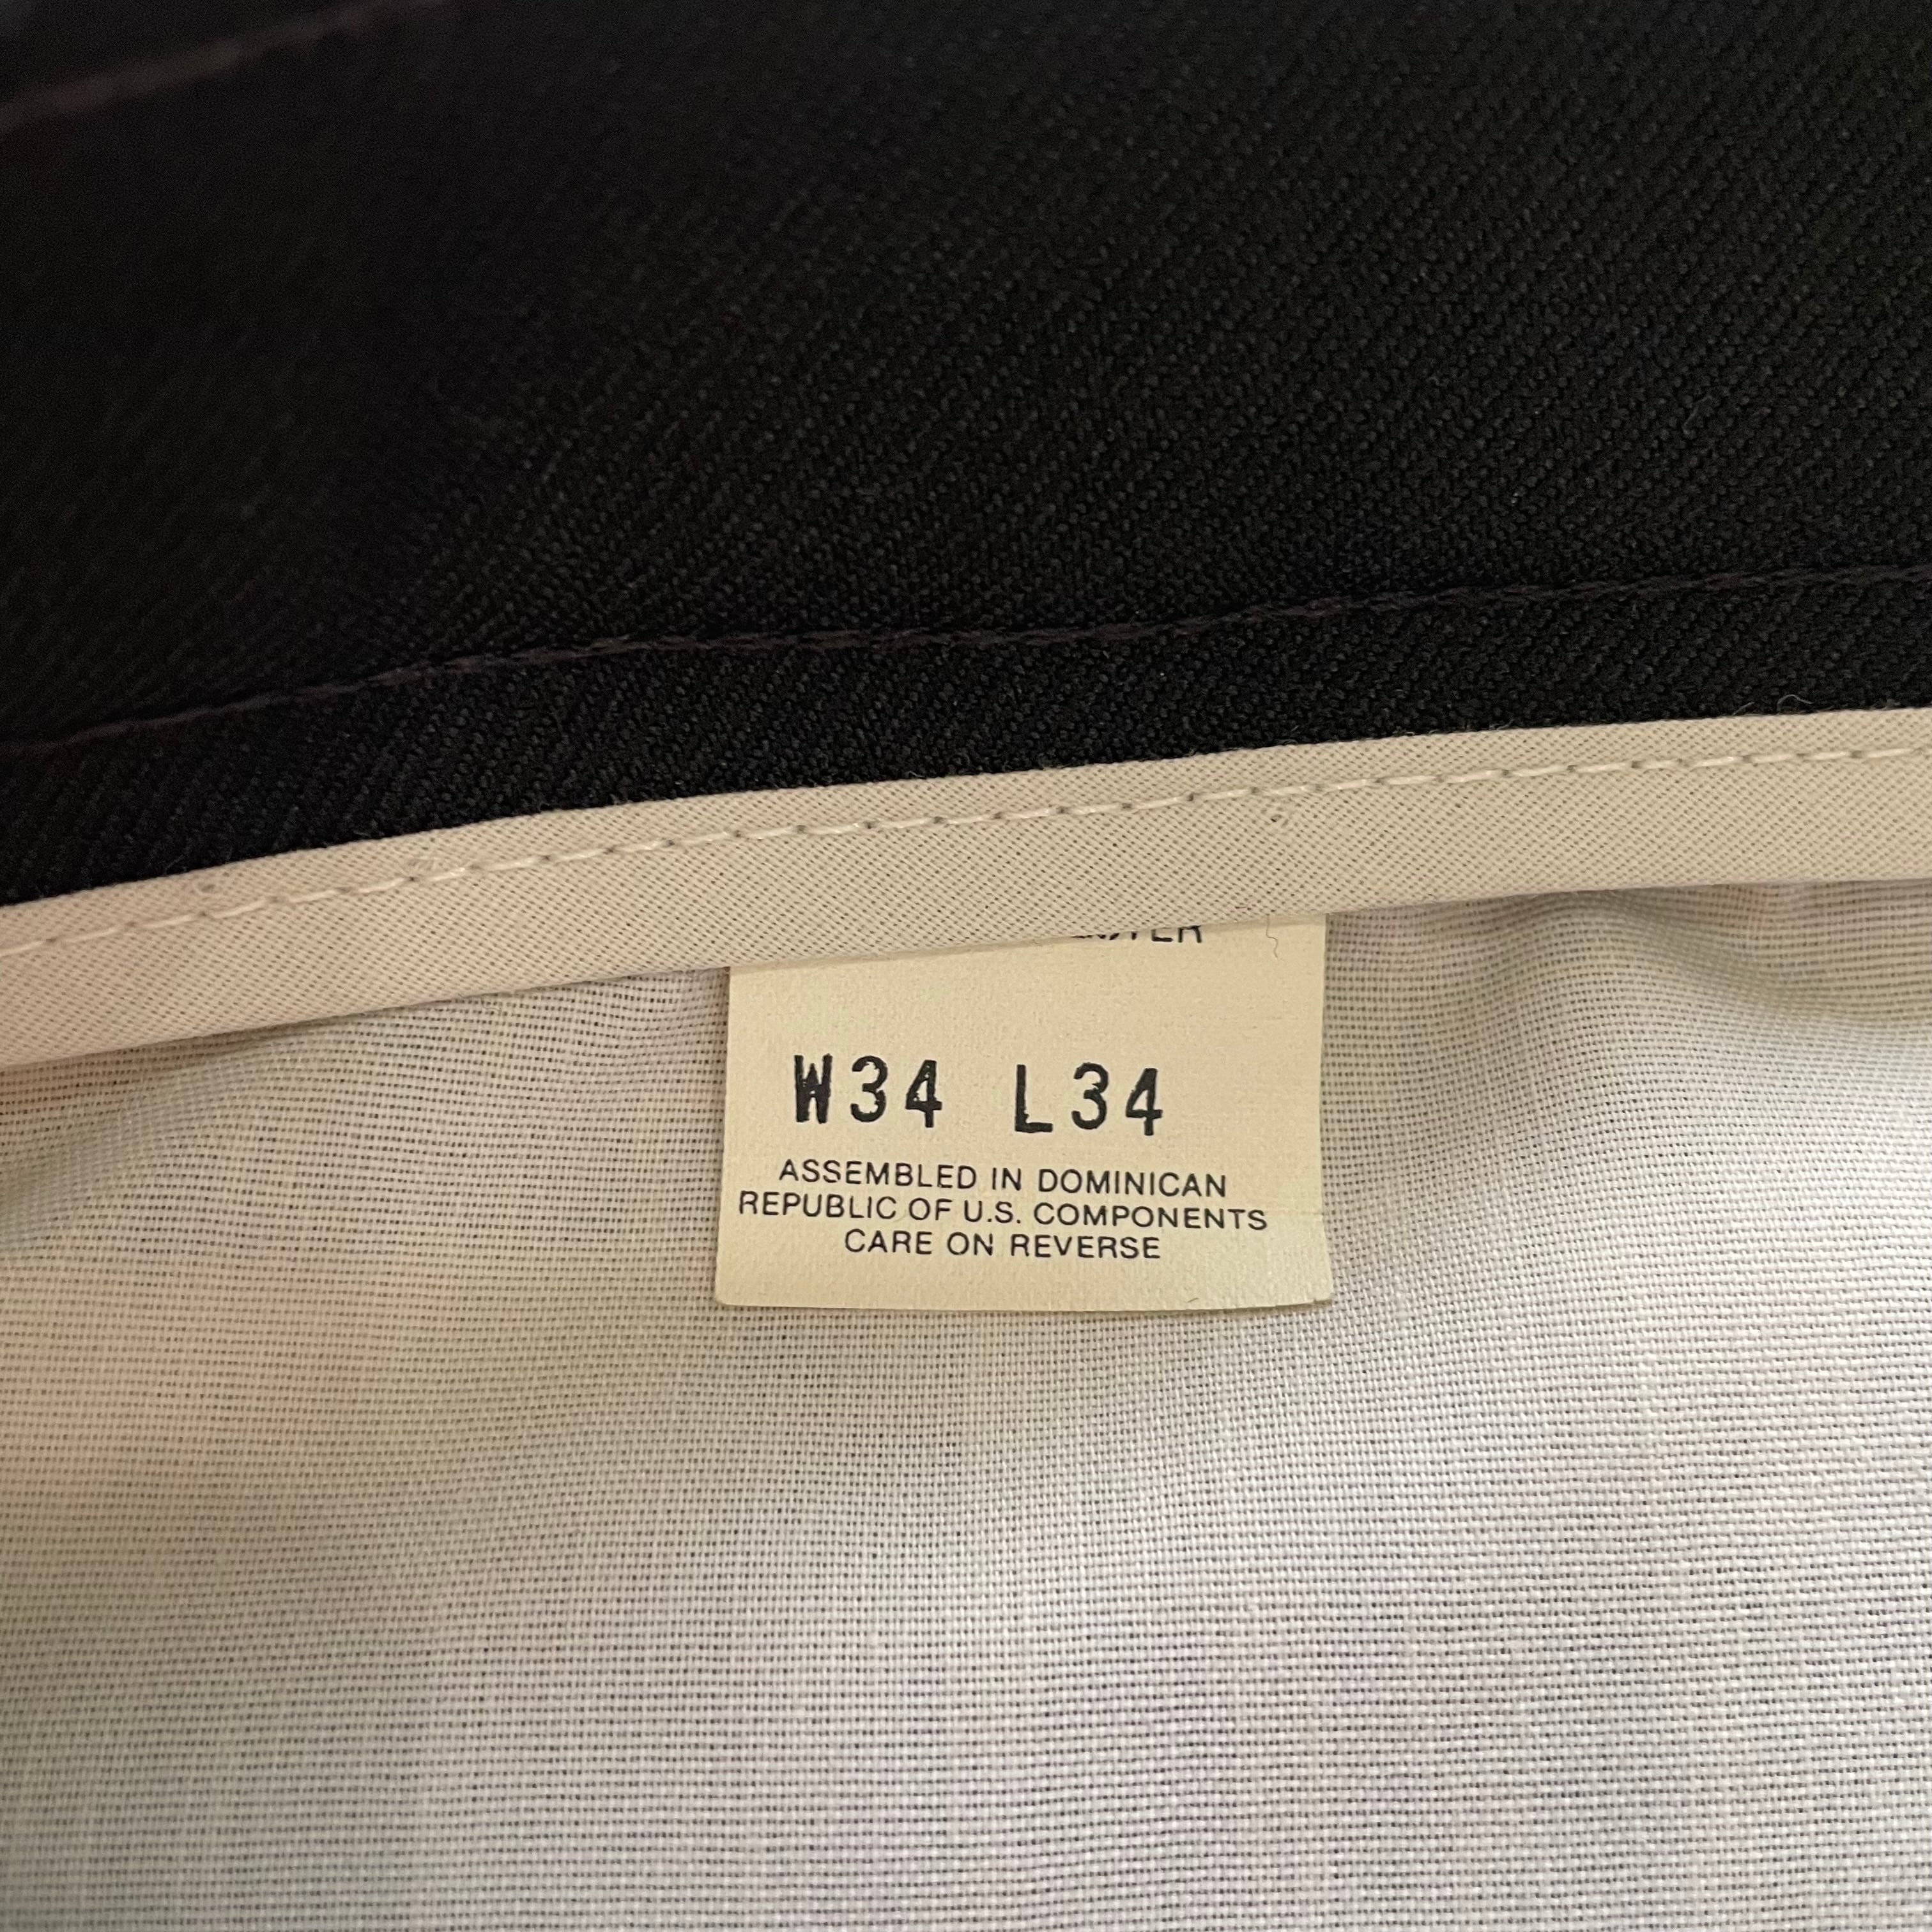 W34 L34
ASSEMBLED IN DOMINICAN
REPUBLIC OF U.S. COMPONENTS
CARE ON REVERSE